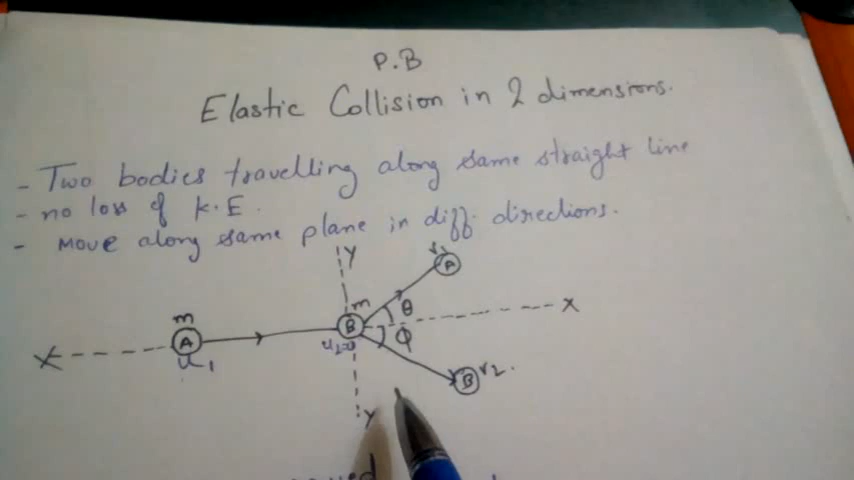 P.B
Elastic Collision in 2 dimensions.
- Two bodies travelling along same straight line
- no loss of k.E.
- Move along same plane in diff. directions.
Y
v1
A
m
m
θ
X
X
A
B
u2=0
ϕ
u1
B
v2.
Y